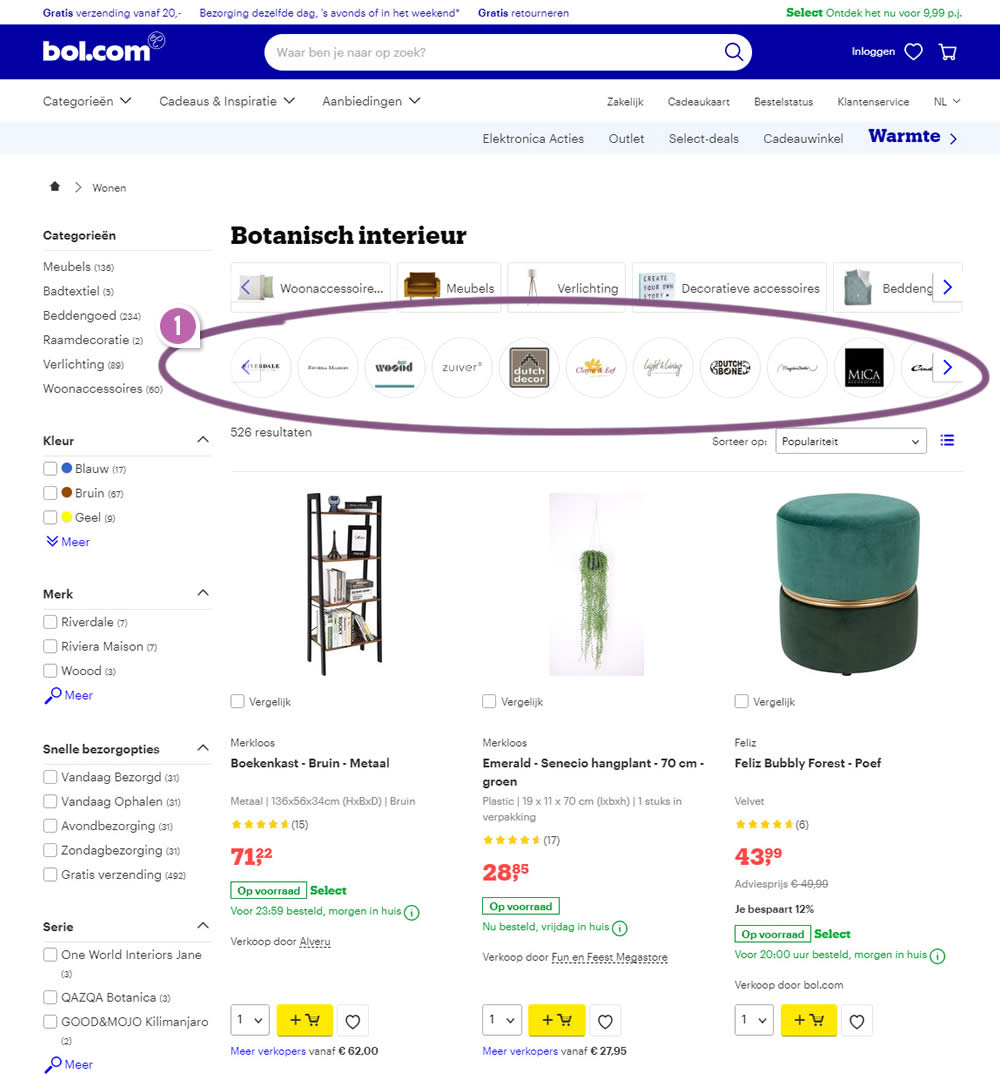 Gratis verzending vanaf 20,- Bezorging dezelfde dag, 's avonds of in het weekend* Gratis retourneren Select Ontdek het nu voor 9,99 p.j.
bol.com Waar ben je naar op zoek? Inloggen
Categorieën Cadeaus & Inspiratie Aanbiedingen Zakelijk Cadeaukaart Bestelstatus Klantenservice NL
Elektronica Acties Outlet Select-deals Cadeauwinkel Warmte
Wonen
Categorieën
Meubels (136)
Badtextiel (5)
Beddengoed (234)
Raamdecoratie (2)
Verlichting (89)
Woonaccessoires (60)
Kleur
Blauw (17)
Bruin (67)
Geel (9)
Meer
Merk
Riverdale (7)
Riviera Maison (7)
Woood (3)
Meer
Snelle bezorgopties
Vandaag Bezorgd (31)
Vandaag Ophalen (31)
Avondbezorging (31)
Zondagbezorging (31)
Gratis verzending (492)
Serie
One World Interiors Jane
(3)
QAZQA Botanica (3)
GOOD&MOJO Kilimanjaro
(2)
Meer
Botanisch interieur
Woonaccessoire... Meubels Verlichting CREATE YOUR OWN STORY Decoratieve accessoires Beddeng
1
RIVERDALE RIVIERA MAISON woood zuiver dutch decor Claire & Eef light & living DUTCH BONE MICA DECORATIONS
526 resultaten
Sorteer op: Populariteit
Vergelijk
Merkloos
Boekenkast - Bruin - Metaal
Metaal | 136x56x34cm (HxBxD) | Bruin
(15)
71,22
Op voorraad Select
Voor 23:59 besteld, morgen in huis
Verkoop door Alveru
1
Meer verkopers vanaf € 62,00
Vergelijk
Merkloos
Emerald - Senecio hangplant - 70 cm -
groen
Plastic | 19 x 11 x 70 cm (lxbxh) | 1 stuks in
verpakking
(17)
28,85
Op voorraad
Nu besteld, vrijdag in huis
Verkoop door Fun en Feest Megastore
1
Meer verkopers vanaf € 27,95
Vergelijk
Feliz
Feliz Bubbly Forest - Poef
Velvet
(6)
43,99
Adviesprijs € 49,99
Je bespaart 12%
Op voorraad Select
Voor 20:00 uur besteld, morgen in huis
Verkoop door bol.com
1